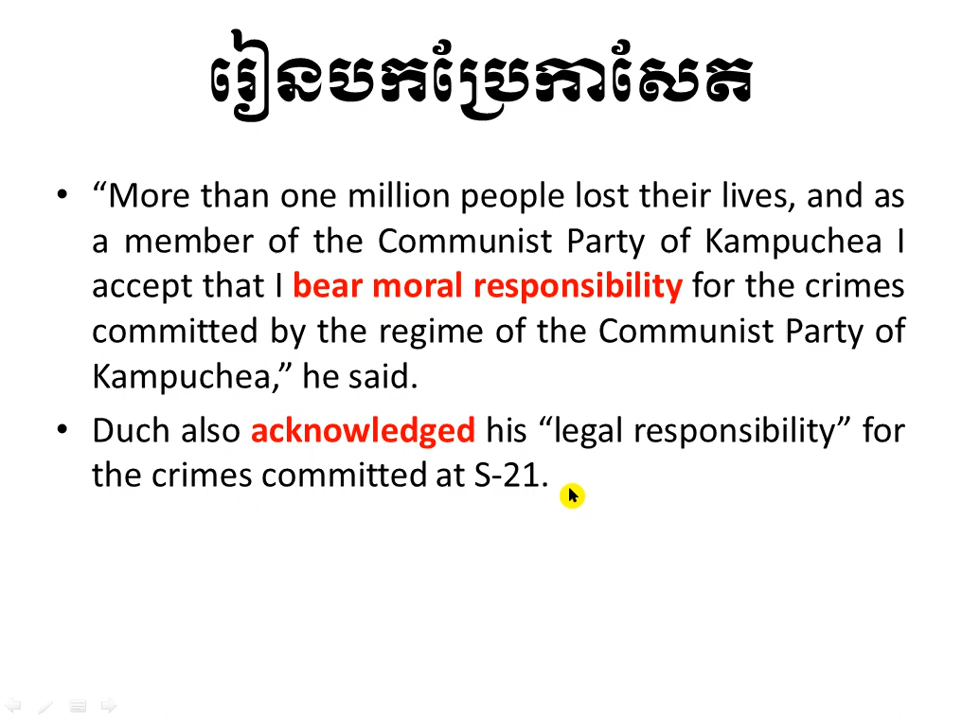 រៀនបកប្រែកាសែត
• “More than one million people lost their lives, and as
a member of the Communist Party of Kampuchea I
accept that I bear moral responsibility for the crimes
committed by the regime of the Communist Party of
Kampuchea,” he said.
• Duch also acknowledged his “legal responsibility” for
the crimes committed at S-21.